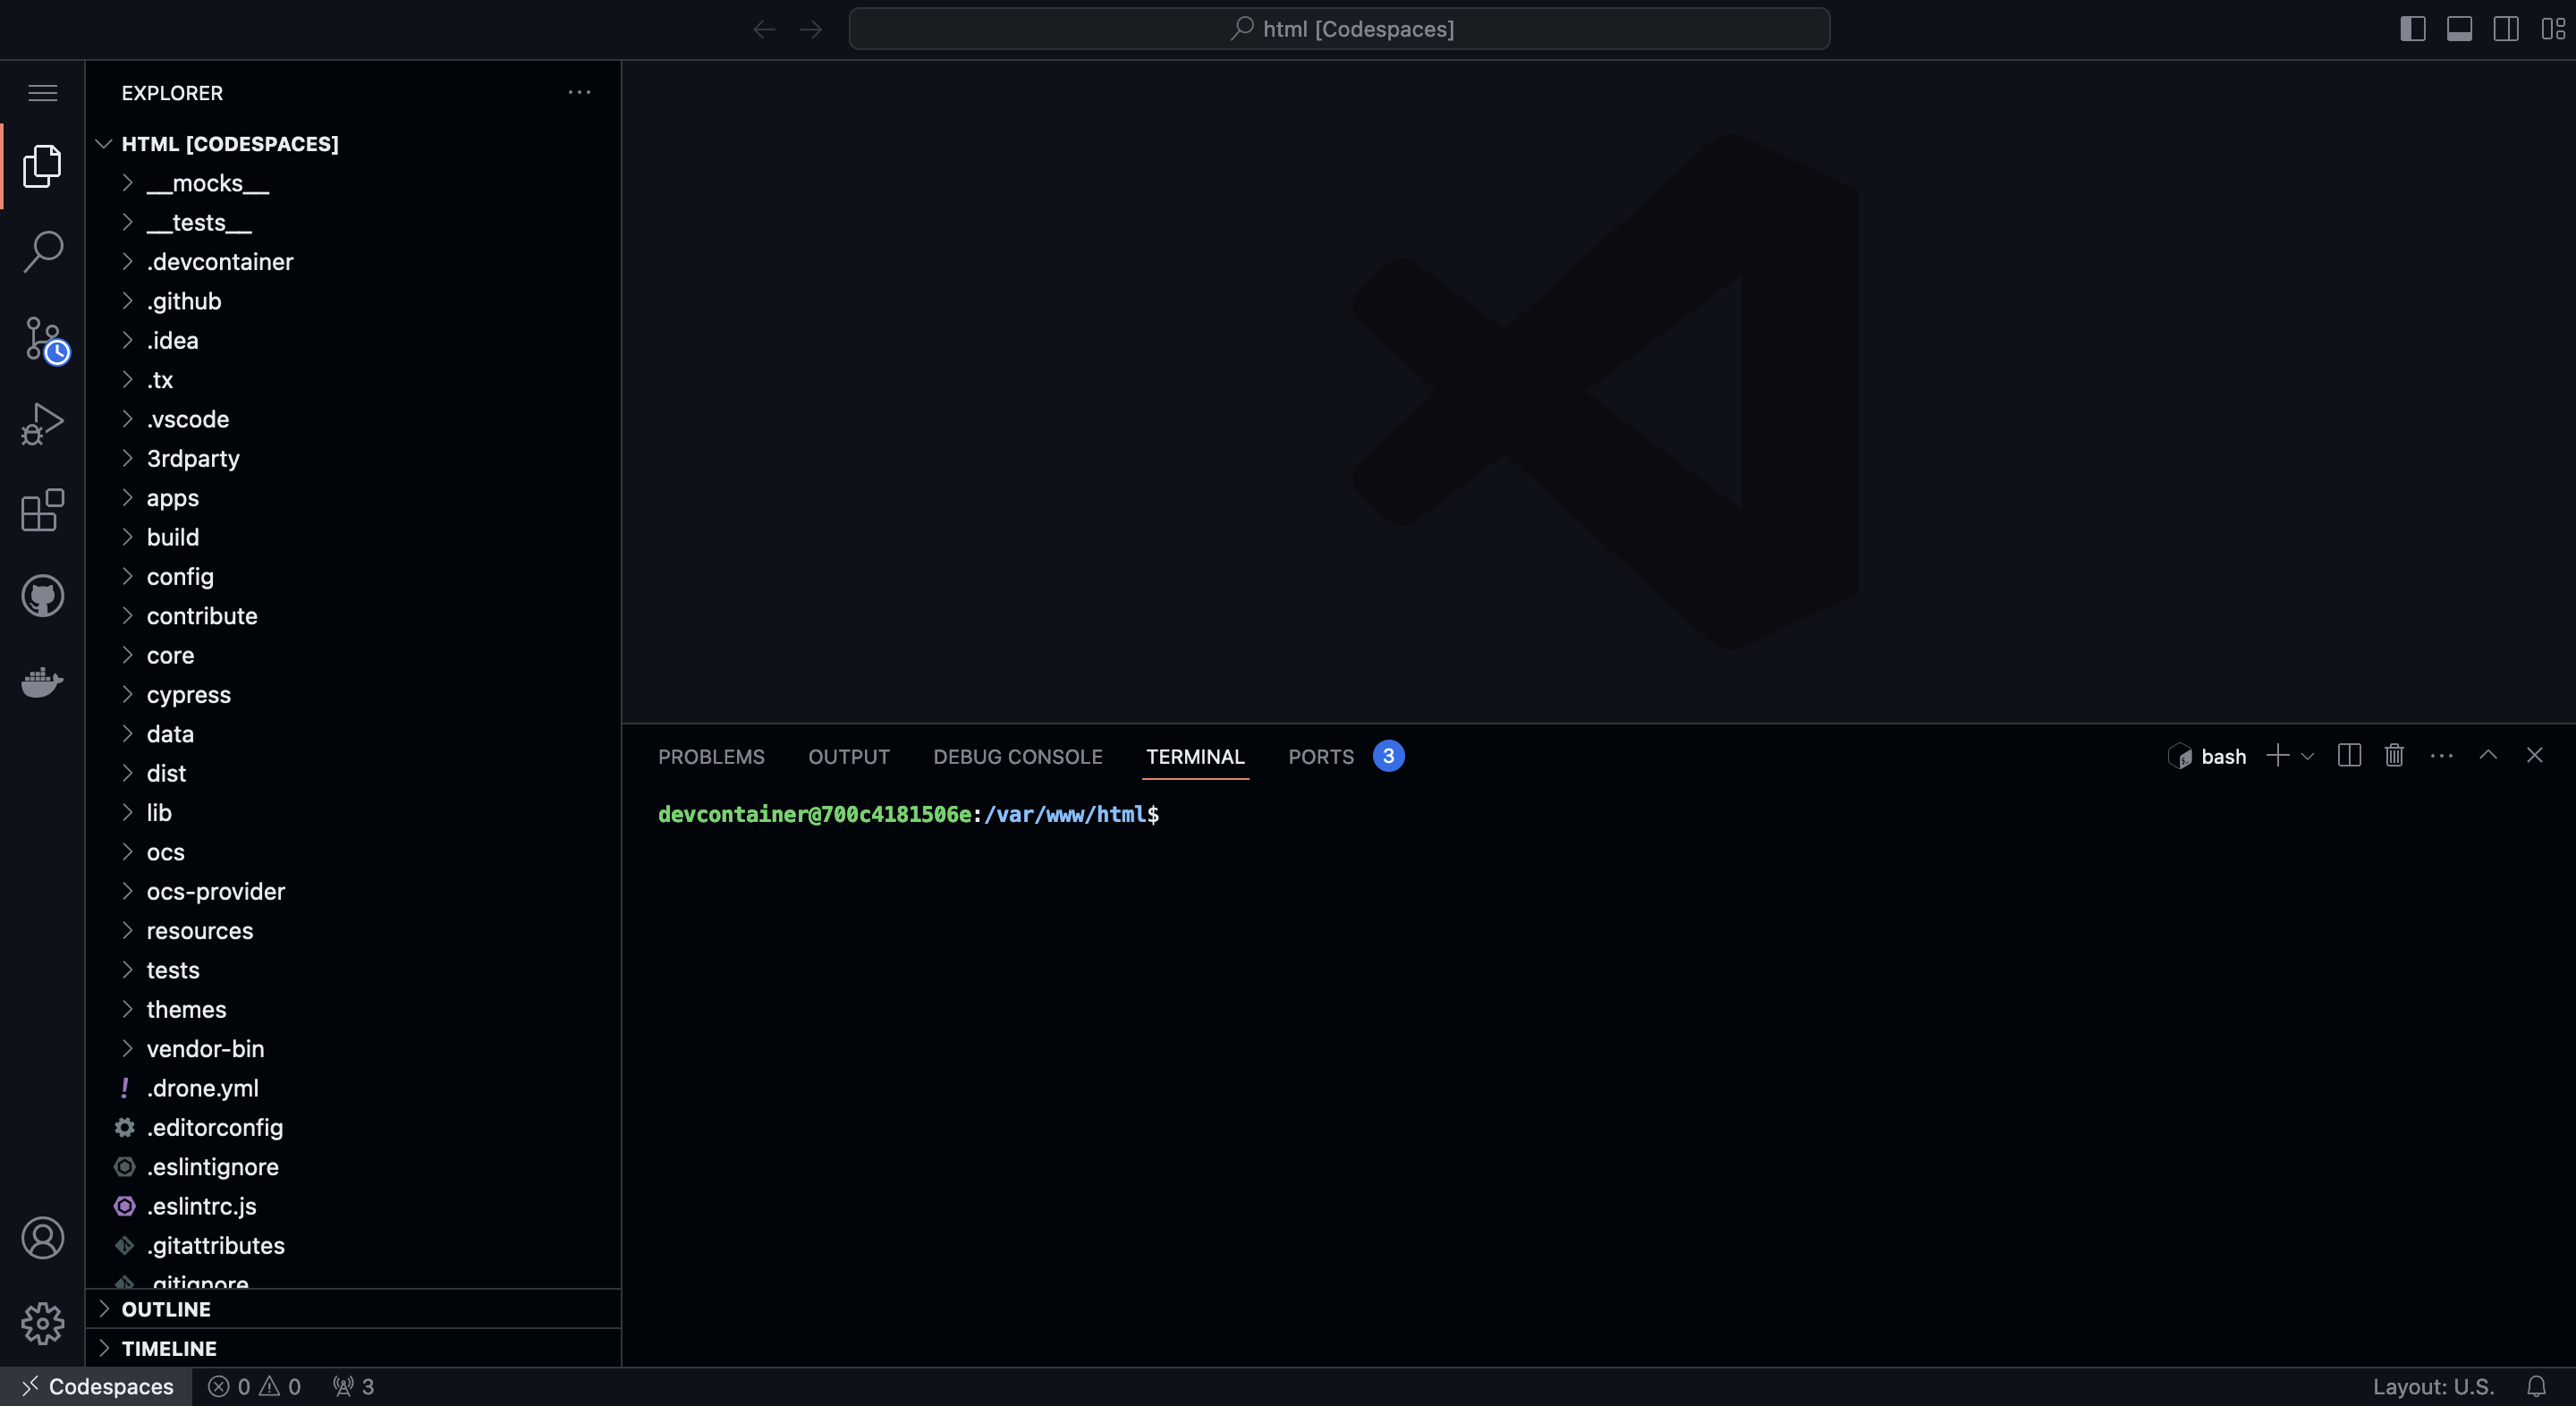 html [Codespaces]
EXPLORER
HTML [CODESPACES]
__mocks__
__tests__
.devcontainer
.github
.idea
.tx
.vscode
3rdparty
apps
build
config
contribute
core
cypress
data
dist
lib
ocs
ocs-provider
resources
tests
themes
vendor-bin
.drone.yml
.editorconfig
.eslintignore
.eslintrc.js
.gitattributes
.gitignore
OUTLINE
TIMELINE
PROBLEMS OUTPUT DEBUG CONSOLE TERMINAL PORTS 3 bash
devcontainer@700c4181506e:/var/www/html$
Codespaces 0 0 3 Layout: U.S.